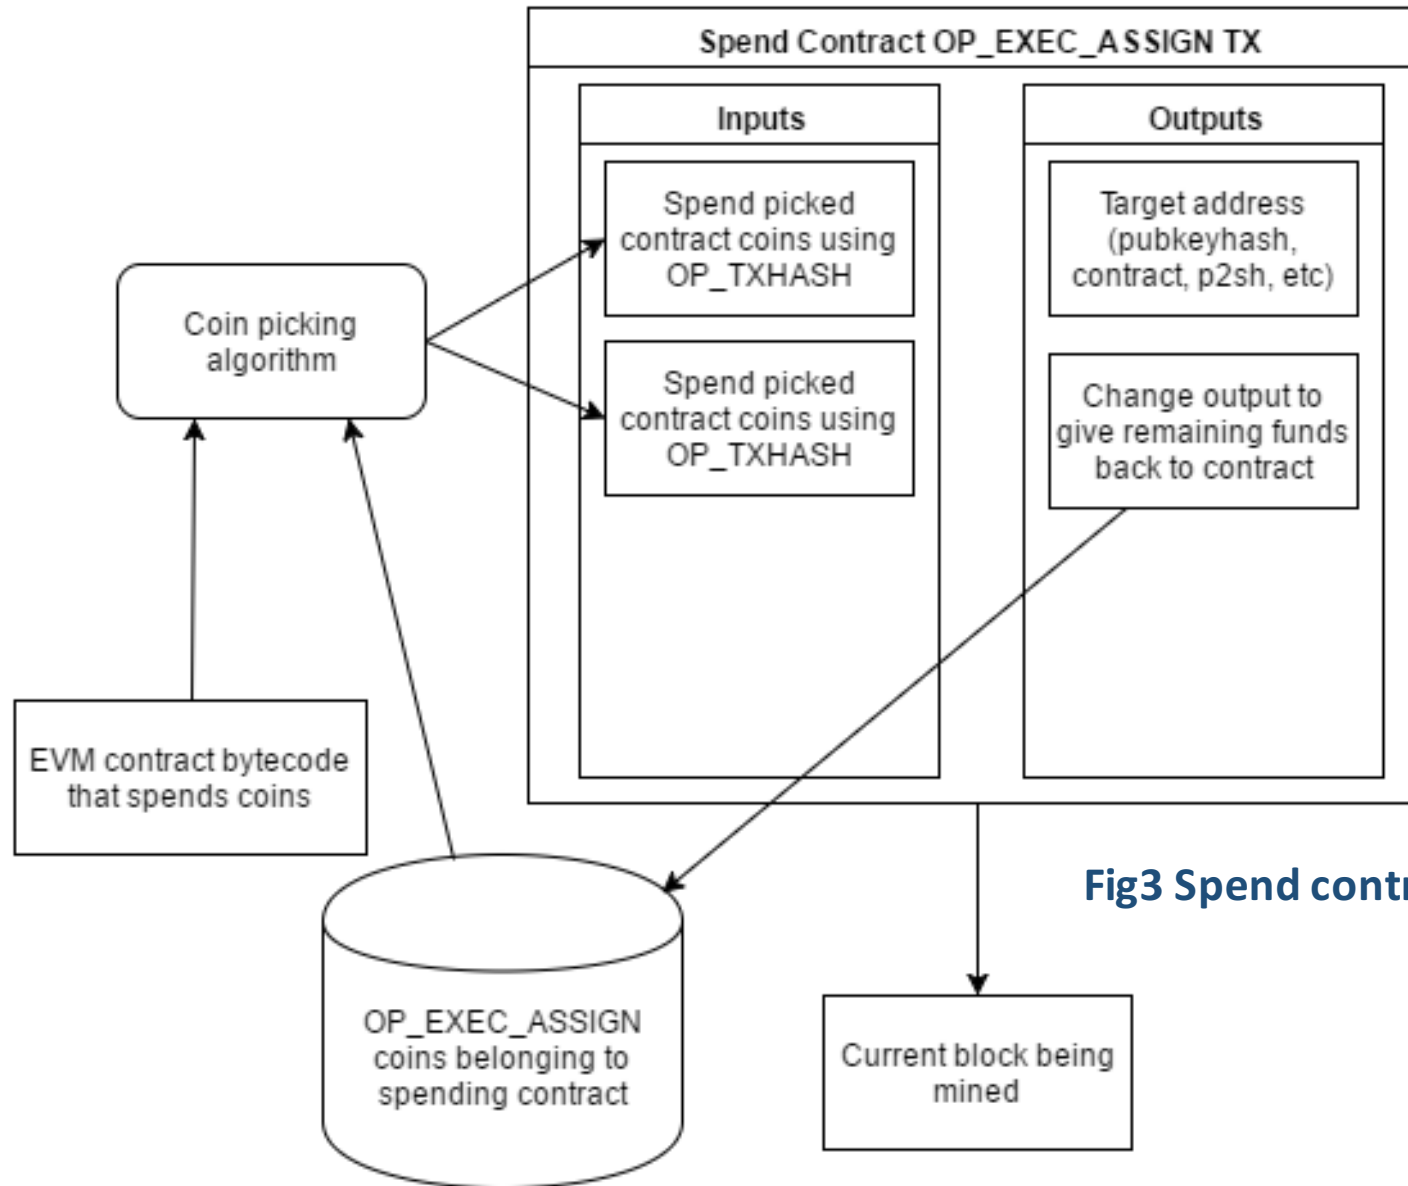 Spend Contract OP_EXEC_ASSIGN TX
Inputs
Outputs
Spend picked
contract coins using
OP_TXHASH
Target address
(pubkeyhash,
contract, p2sh, etc)
Coin picking
algorithm
Spend picked
contract coins using
OP_TXHASH
Change output to
give remaining funds
back to contract
EVM contract bytecode
that spends coins
Fig3 Spend
OP_EXEC_ASSIGN
coins belonging to
spending contract
Current block being
mined